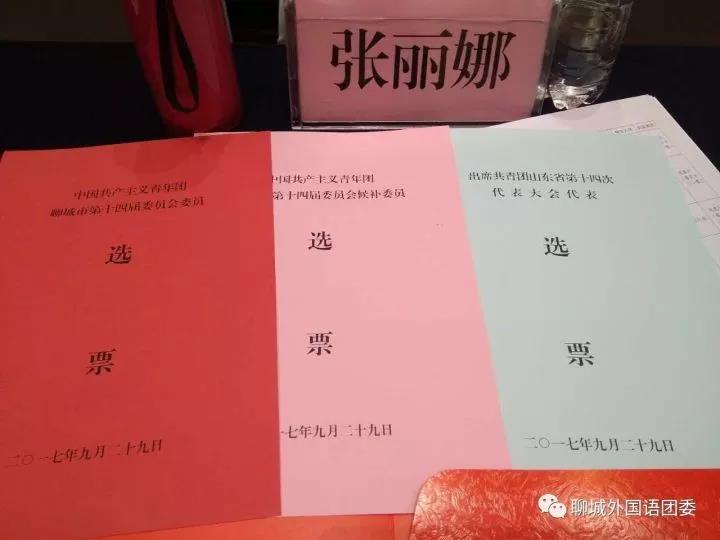 张丽娜
中国共产主义青年团
聊城市第十四届委员会委员
选
票
二〇一七年九月二十九日
中国共产主义青年团
第十四届委员会候补委员
选
票
一七年九月二十九日
出席共青团山东省第十四次
代表大会代表
选
票
二〇一七年九月二十九日
聊城外国语团委